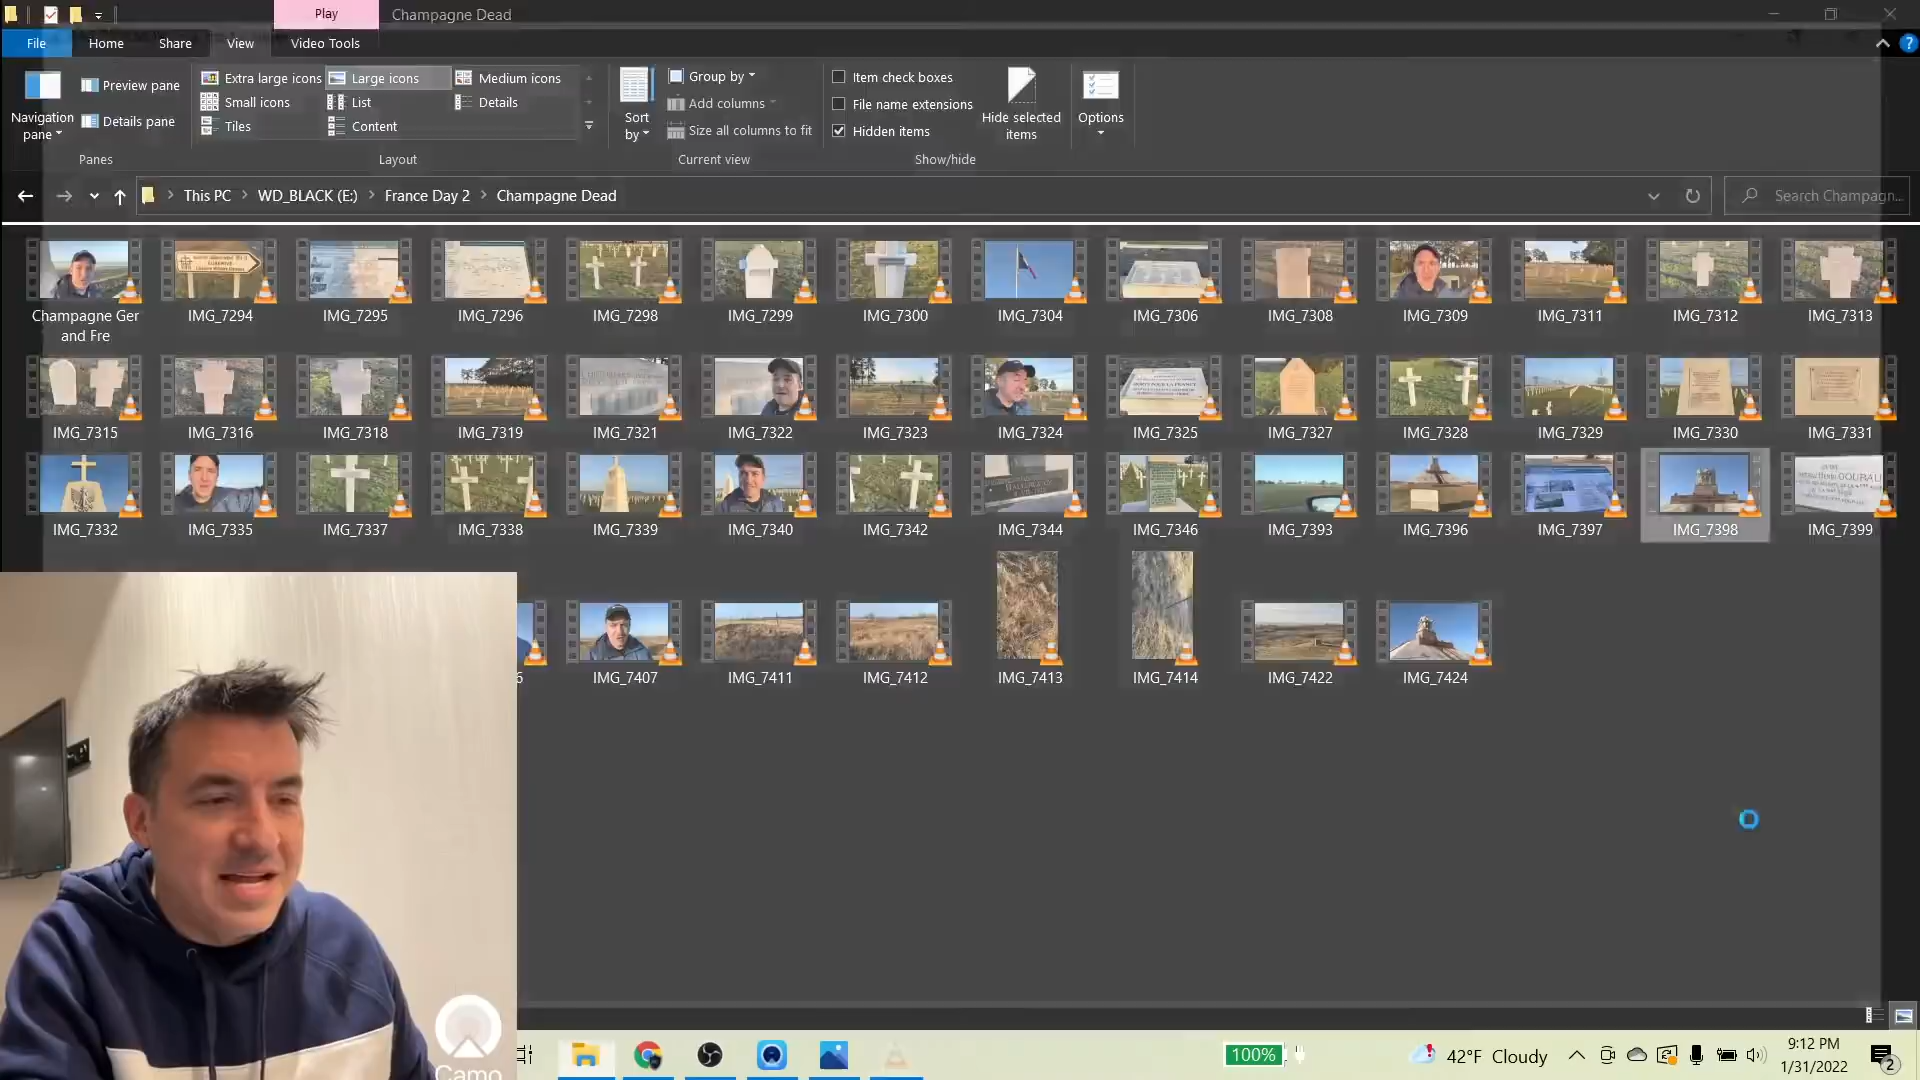 Play
Champagne Dead
File
Home
Share
View
Video Tools
Navigation pane
Preview pane
Details pane
Panes
Extra large icons
Large icons
Medium icons
Small icons
List
Details
Tiles
Content
Layout
Sort by
Group by
Add columns
Size all columns to fit
Current view
Item check boxes
File name extensions
Hidden items
Hide selected items
Show/hide
Options
This PC
WD_BLACK (E:)
France Day 2
Champagne Dead
Search Champagn...
Champagne Ger and Fre
IMG_7294
IMG_7295
IMG_7296
IMG_7298
IMG_7299
IMG_7300
IMG_7304
IMG_7306
IMG_7308
IMG_7309
IMG_7311
IMG_7312
IMG_7313
IMG_7315
IMG_7316
IMG_7318
IMG_7319
IMG_7321
IMG_7322
IMG_7323
IMG_7324
IMG_7325
IMG_7327
IMG_7328
IMG_7329
IMG_7330
IMG_7331
IMG_7332
IMG_7335
IMG_7337
IMG_7338
IMG_7339
IMG_7340
IMG_7342
IMG_7344
IMG_7346
IMG_7393
IMG_7396
IMG_7397
IMG_7398
IMG_7399
6
IMG_7407
IMG_7411
IMG_7412
IMG_7413
IMG_7414
IMG_7422
IMG_7424
Camo
100%
42°F Cloudy
9:12 PM
1/31/2022
2